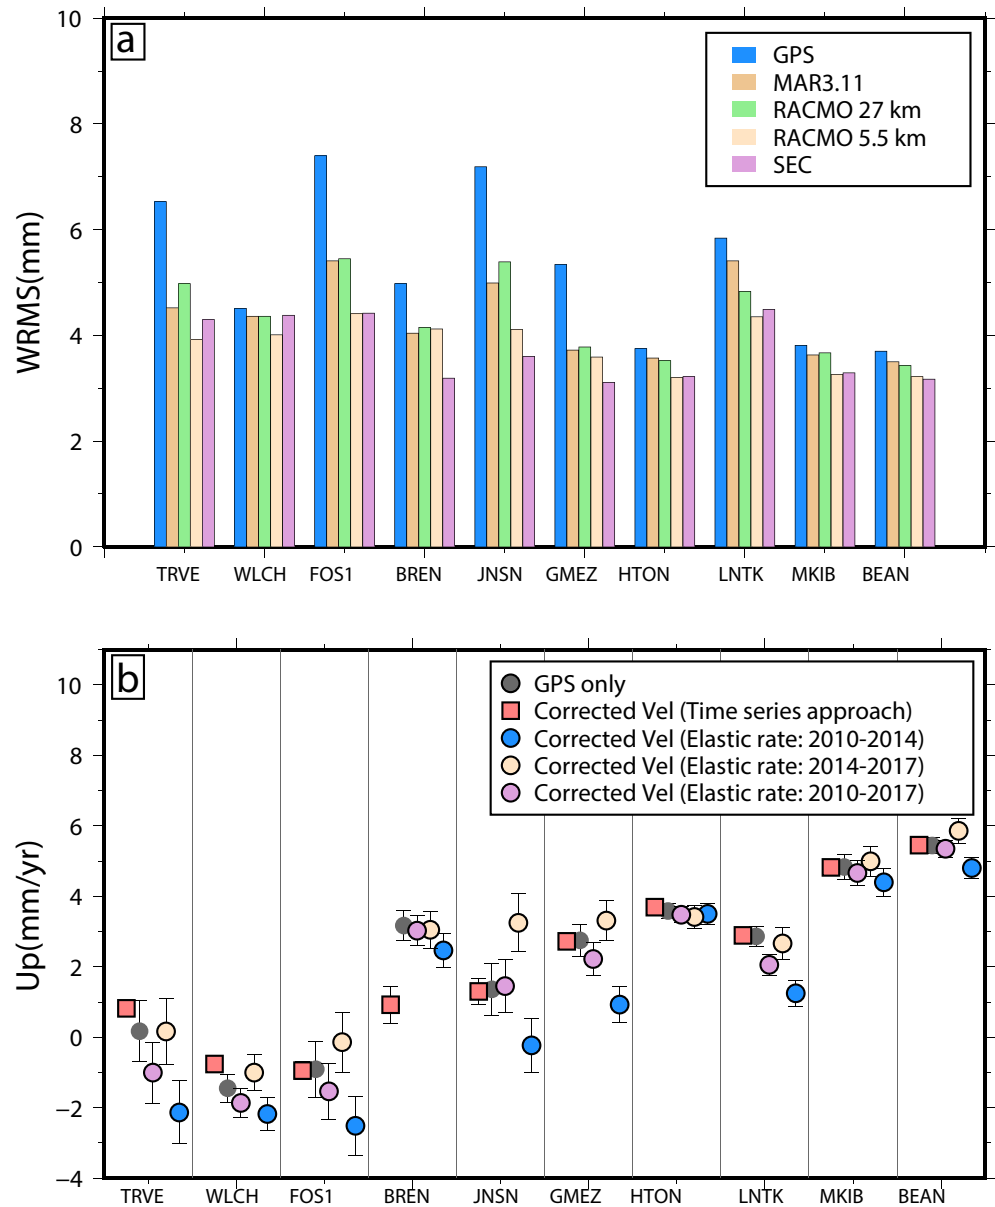 10
a
GPS
MAR3.11
8
RACMO 27 km
RACMO 5.5 km
SEC
6
WRMS(mm)
4
2
0
TRVE WLCH FOS1 BREN JNSN GMEZ HTON LNTK MKIB BEAN
b
10
GPS only
Corrected Vel (Time series approach)
Corrected Vel (Elastic rate: 2010-2014)
8
Corrected Vel (Elastic rate: 2014-2017)
Corrected Vel (Elastic rate: 2010-2017)
6
Up(mm/yr)
4
2
0
−2
−4
TRVE WLCH FOS1 BREN JNSN GMEZ HTON LNTK MKIB BEAN